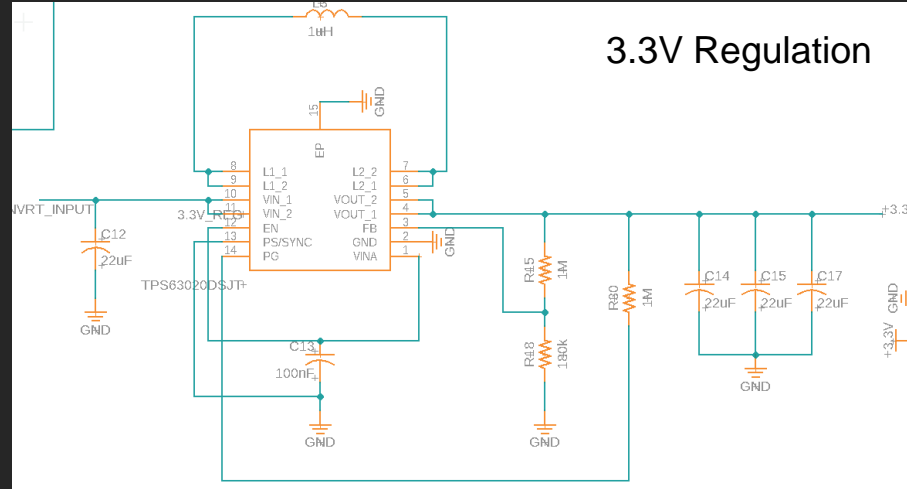 1uH
3.3V Regulation
GND
15
EP
8
L1_1
L2_2
7
9
L1_2
L2_1
6
10
VIN_1
VOUT_2
5
NVRT_INPUT
3.3V_REG
11
VIN_2
VOUT_1
4
+3.3
12
EN
FB
3
C12
13
PS/SYNC
GND
2
GND
22uF
14
PG
VINA
1
TPS63020DSJT
R15
1M
R80
1M
C14
22uF
C15
22uF
C17
22uF
GND
GND
+3.3V
C13
100nF
R18
180k
GND
GND
GND